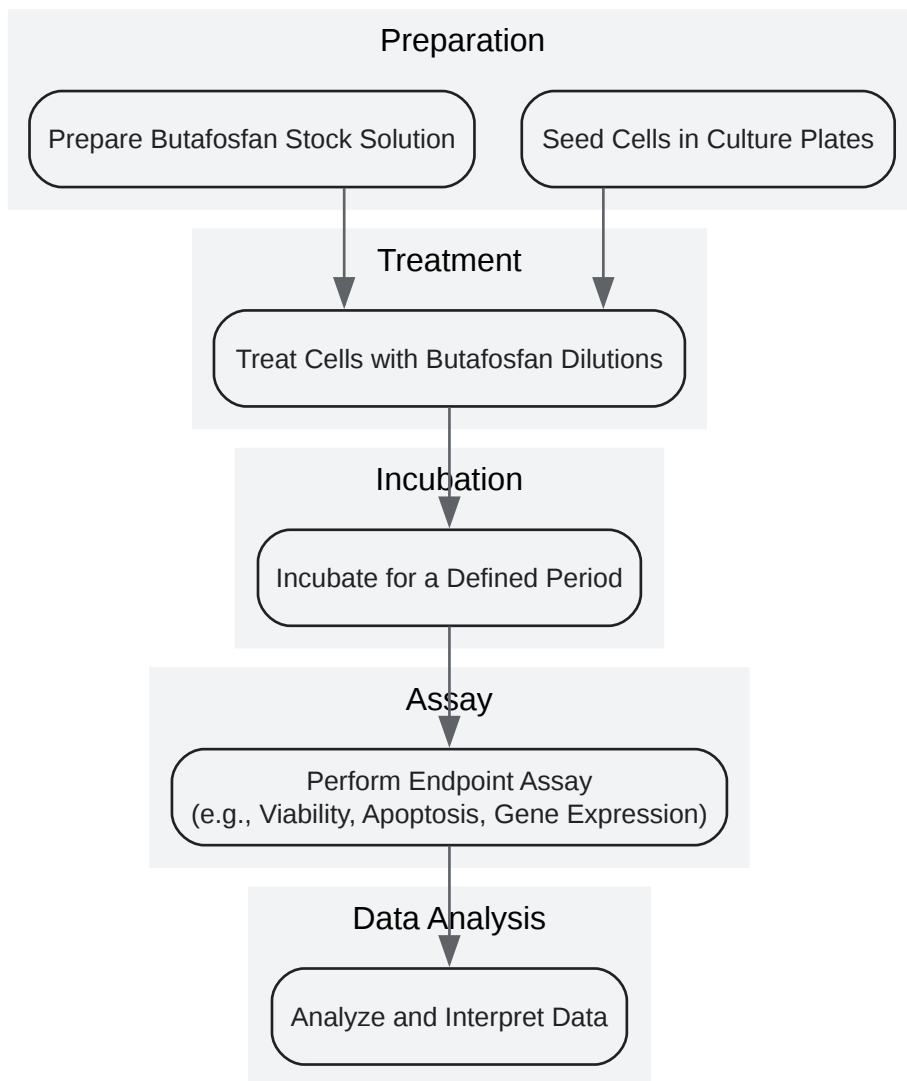 Preparation
Prepare Butafosfan Stock Solution
Seed Cells in Culture Plates
Treatment
Treat Cells with Butafosfan Dilutions
Incubation
Incubate for a Defined Period
Assay
Perform Endpoint Assay
(e.g., Viability, Apoptosis, Gene Expression)
Data Analysis
Analyze and Interpret Data